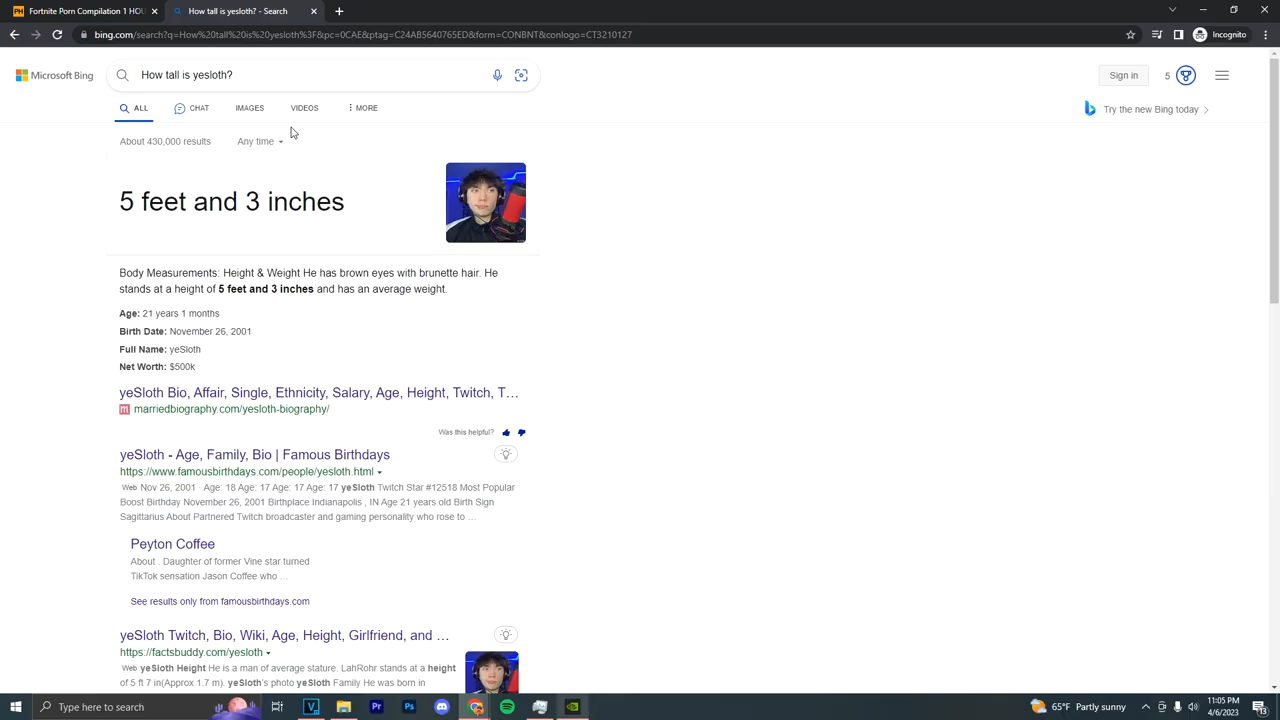 Fortnite Porn Compilation 1 HOU
How tall is yesloth? - Bing
bing.com/search?q=How%20tall%20is%20yesloth%3F&pc=0CAE&ptag=C24AB5640765ED&form=CONBNT&conlogo=CT3210127
Incognito
Microsoft Bing
How tall is yesloth?
Sign in
5
ALL
CHAT
IMAGES
VIDEOS
MORE
Try the new Bing today
About 430,000 results
Any time
5 feet and 3 inches
Body Measurements: Height & Weight He has brown eyes with brunette hair. He
stands at a height of 5 feet and 3 inches and has an average weight.
Age: 21 years 1 months
Birth Date: November 26, 2001
Full Name: yeSloth
Net Worth: $500k
yeSloth Bio, Affair, Single, Ethnicity, Salary, Age, Height, Twitch, T…
marriedbiography.com/yesloth-biography/
Was this helpful?
yeSloth - Age, Family, Bio | Famous Birthdays
https://www.famousbirthdays.com/people/yesloth.html
Web Nov 26, 2001 · Age: 18 Age: 17 Age: 17 Age: 17 yeSloth Twitch Star #12518 Most Popular
Boost Birthday November 26, 2001 Birthplace Indianapolis , IN Age 21 years old Birth Sign
Sagittarius About Partnered Twitch broadcaster and gaming personality who rose to …
Peyton Coffee
About . Daughter of former Vine star turned
TikTok sensation Jason Coffee who …
See results only from famousbirthdays.com
yeSloth Twitch, Bio, Wiki, Age, Height, Girlfriend, and …
https://factsbuddy.com/yesloth
Web yeSloth Height He is a man of average stature. LahRohr stands at a height
of 5 ft 7 in(Approx 1.7 m). yeSloth's photo yeSloth Family He was born in
Type here to search
65°F Partly sunny
11:05 PM
4/6/2023